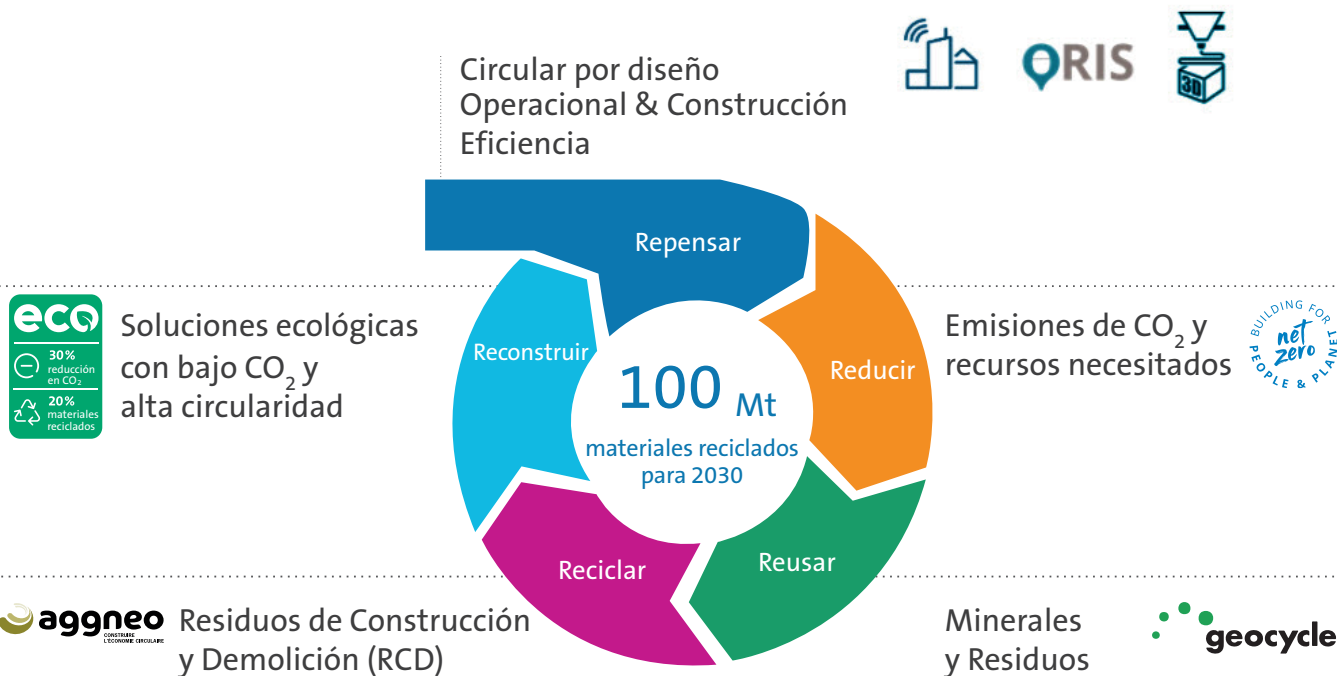 Circular por diseño
Operacional & Construcción
Eficiencia
ORIS
3D
Repensar
eco
30%
reducción
en CO₂
20%
materiales
reciclados
Soluciones ecológicas
con bajo CO₂ y
alta circularidad
Reconstruir
100 Mt
materiales reciclados
para 2030
Reducir
Emisiones de CO₂ y
recursos necesitados
BUILDING FOR
PEOPLE & PLANET
net
zero
Reciclar
Reusar
aggneo
CONSTRUIRE
L'ÉCONOMIE CIRCULAIRE
Residuos de Construcción
y Demolición (RCD)
Minerales
y Residuos
geocycle